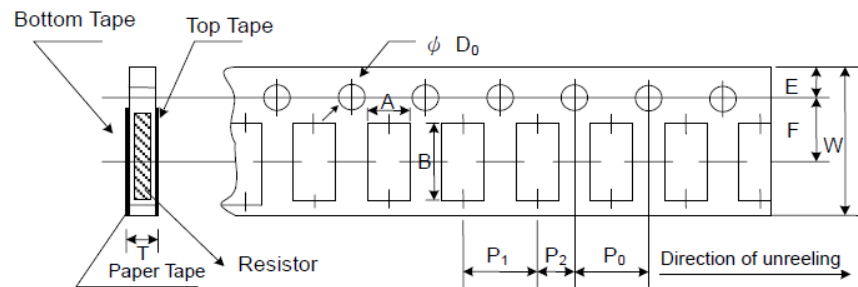 Bottom Tape
Top Tape
ϕ D₀
A
B
E
F
W
T
Paper Tape
Resistor
P₁
P₂
P₀
Direction of unreeling